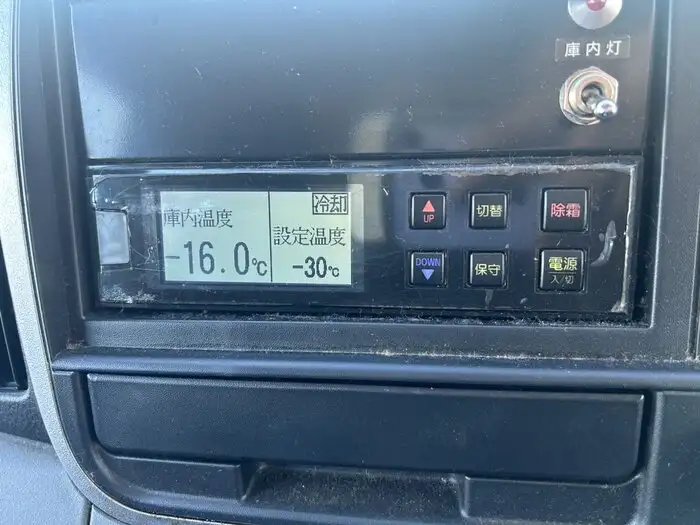 庫内灯
冷却
庫内温度
設定温度
-16.0℃
-30℃
UP
切替
除霜
DOWN
保守
電源
入/切